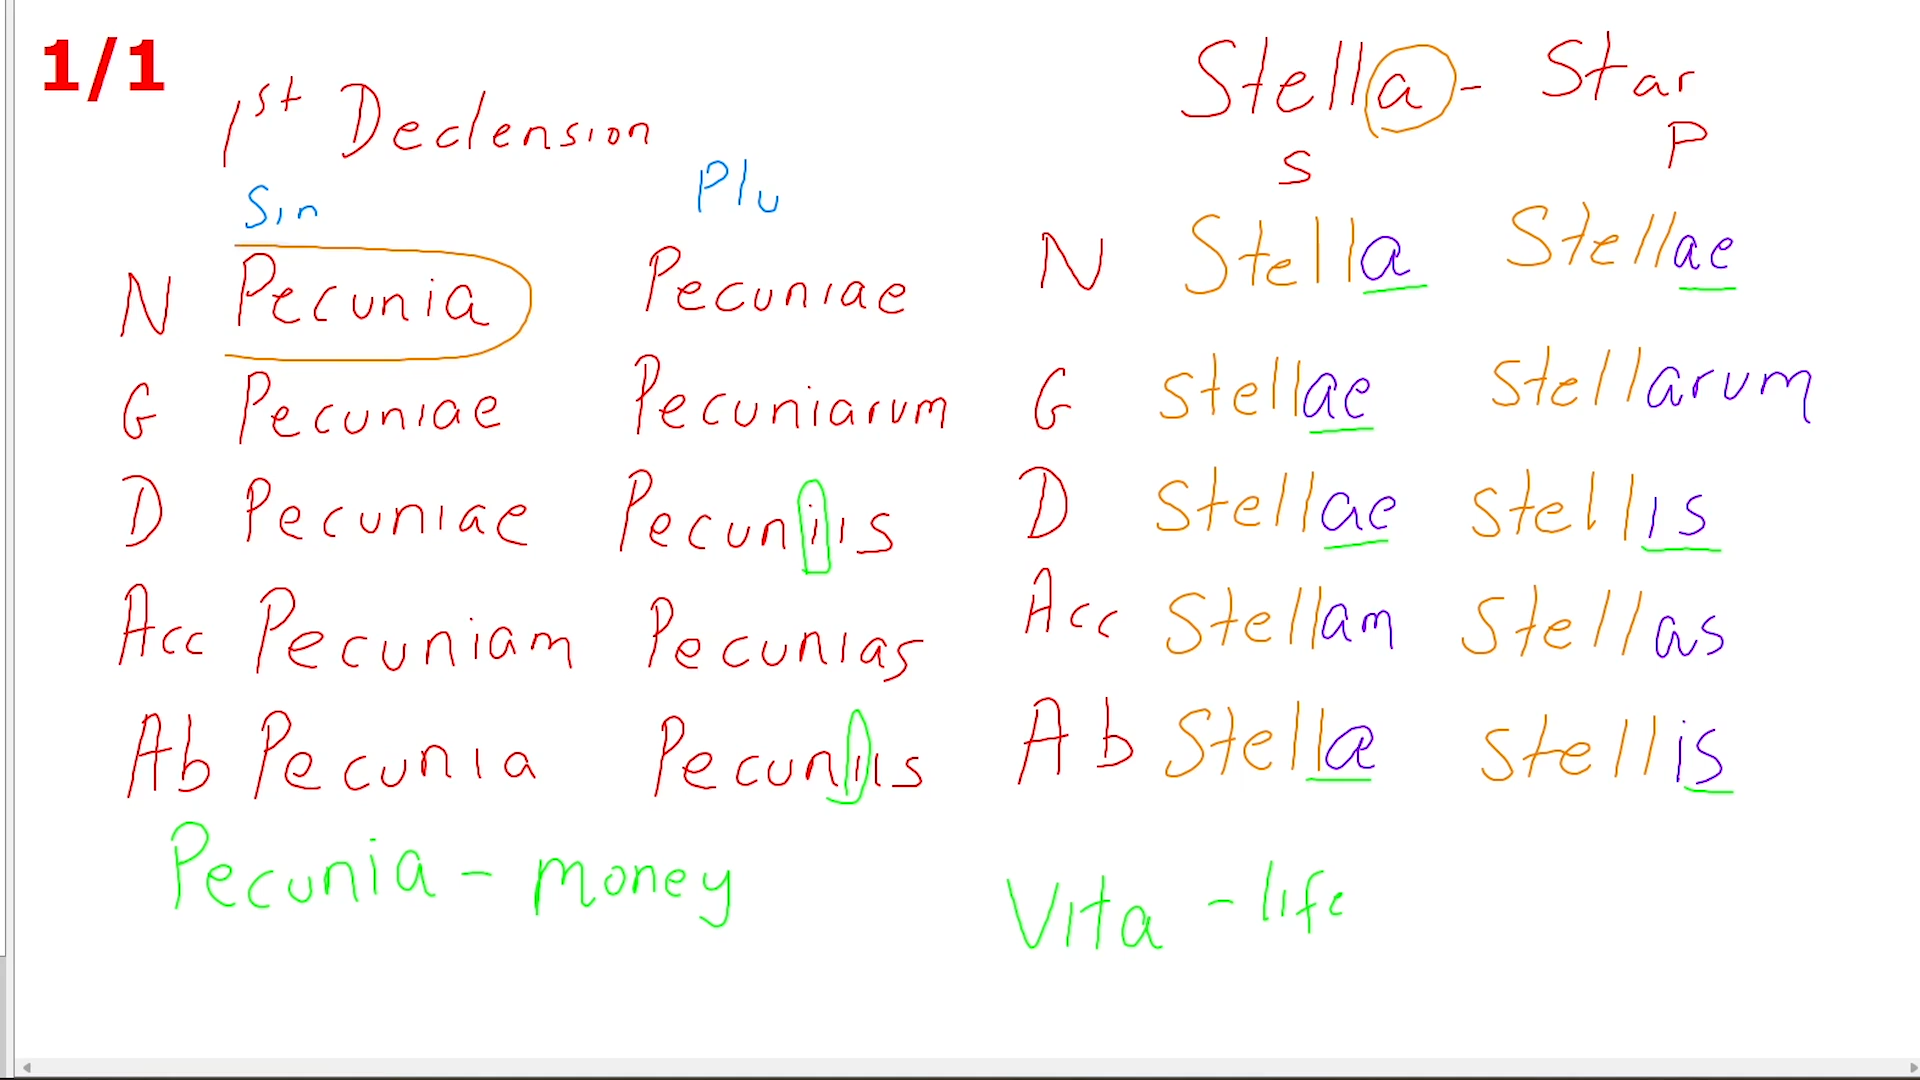 1/1
1st Declension
Sin Plu
N Pecunia Pecuniae
G Pecuniae Pecuniarum
D Pecuniae Pecuniis
Acc Pecuniam Pecunias
Ab Pecunia Pecuniis
Pecunia - money
Stella - Star
S P
N Stella Stellae
G stellae stellarum
D stellae stellis
Acc stellam stellas
Ab stella stellis
Vita - life